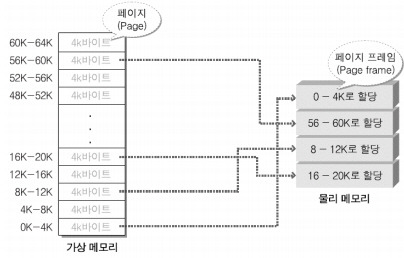 페이지
(Page)
60K-64K 4k바이트
56K-60K 4k바이트
52K-56K 4k바이트
48K-52K 4k바이트
16K-20K 4k바이트
12K-16K 4k바이트
8K-12K 4k바이트
4K-8K 4k바이트
0K-4K 4k바이트
가상 메모리
페이지 프레임
(Page frame)
0 - 4K로 할당
56 - 60K로 할당
8 - 12K로 할당
16 - 20K로 할당
물리 메모리